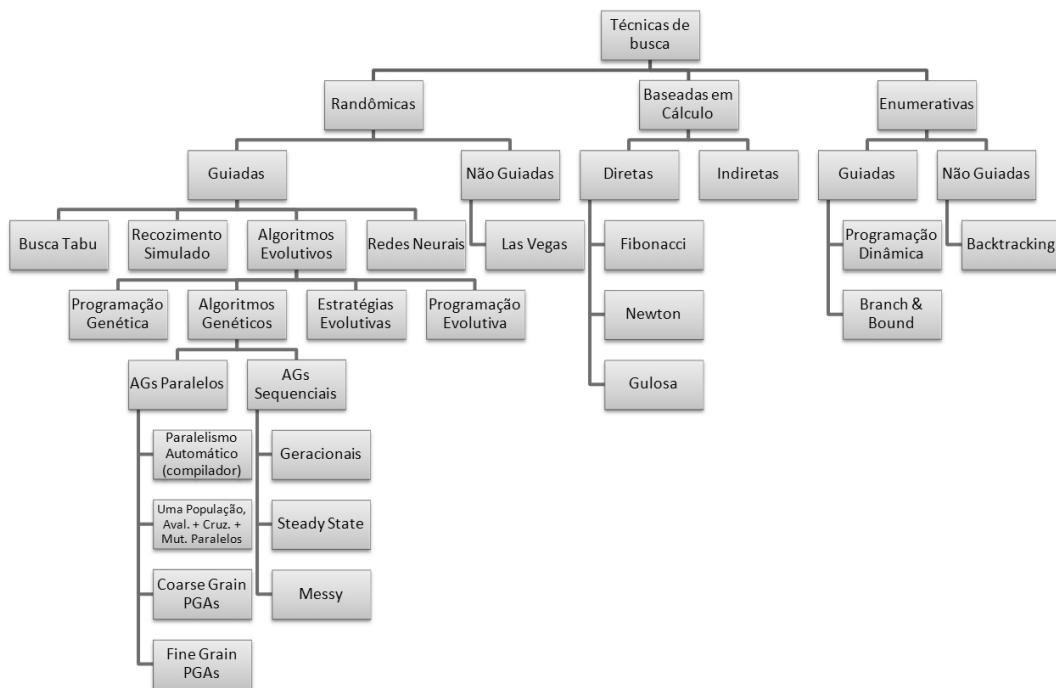 Técnicas de
busca
Randômicas
Baseadas em
Cálculo
Enumerativas
Guiadas
Não Guiadas
Diretas
Indiretas
Guiadas
Não Guiadas
Busca Tabu
Recozimento
Simulado
Algoritmos
Evolutivos
Redes Neurais
Las Vegas
Fibonacci
Programação
Dinâmica
Backtracking
Programação
Genética
Algoritmos
Genéticos
Estratégias
Evolutivas
Programação
Evolutiva
Newton
Branch &
Bound
AGs Paralelos
AGs
Sequenciais
Gulosa
Paralelismo
Automático
(compilador)
Geracionais
Uma População,
Aval. + Cruz. +
Mut. Paralelos
Steady State
Coarse Grain
PGAs
Messy
Fine Grain
PGAs